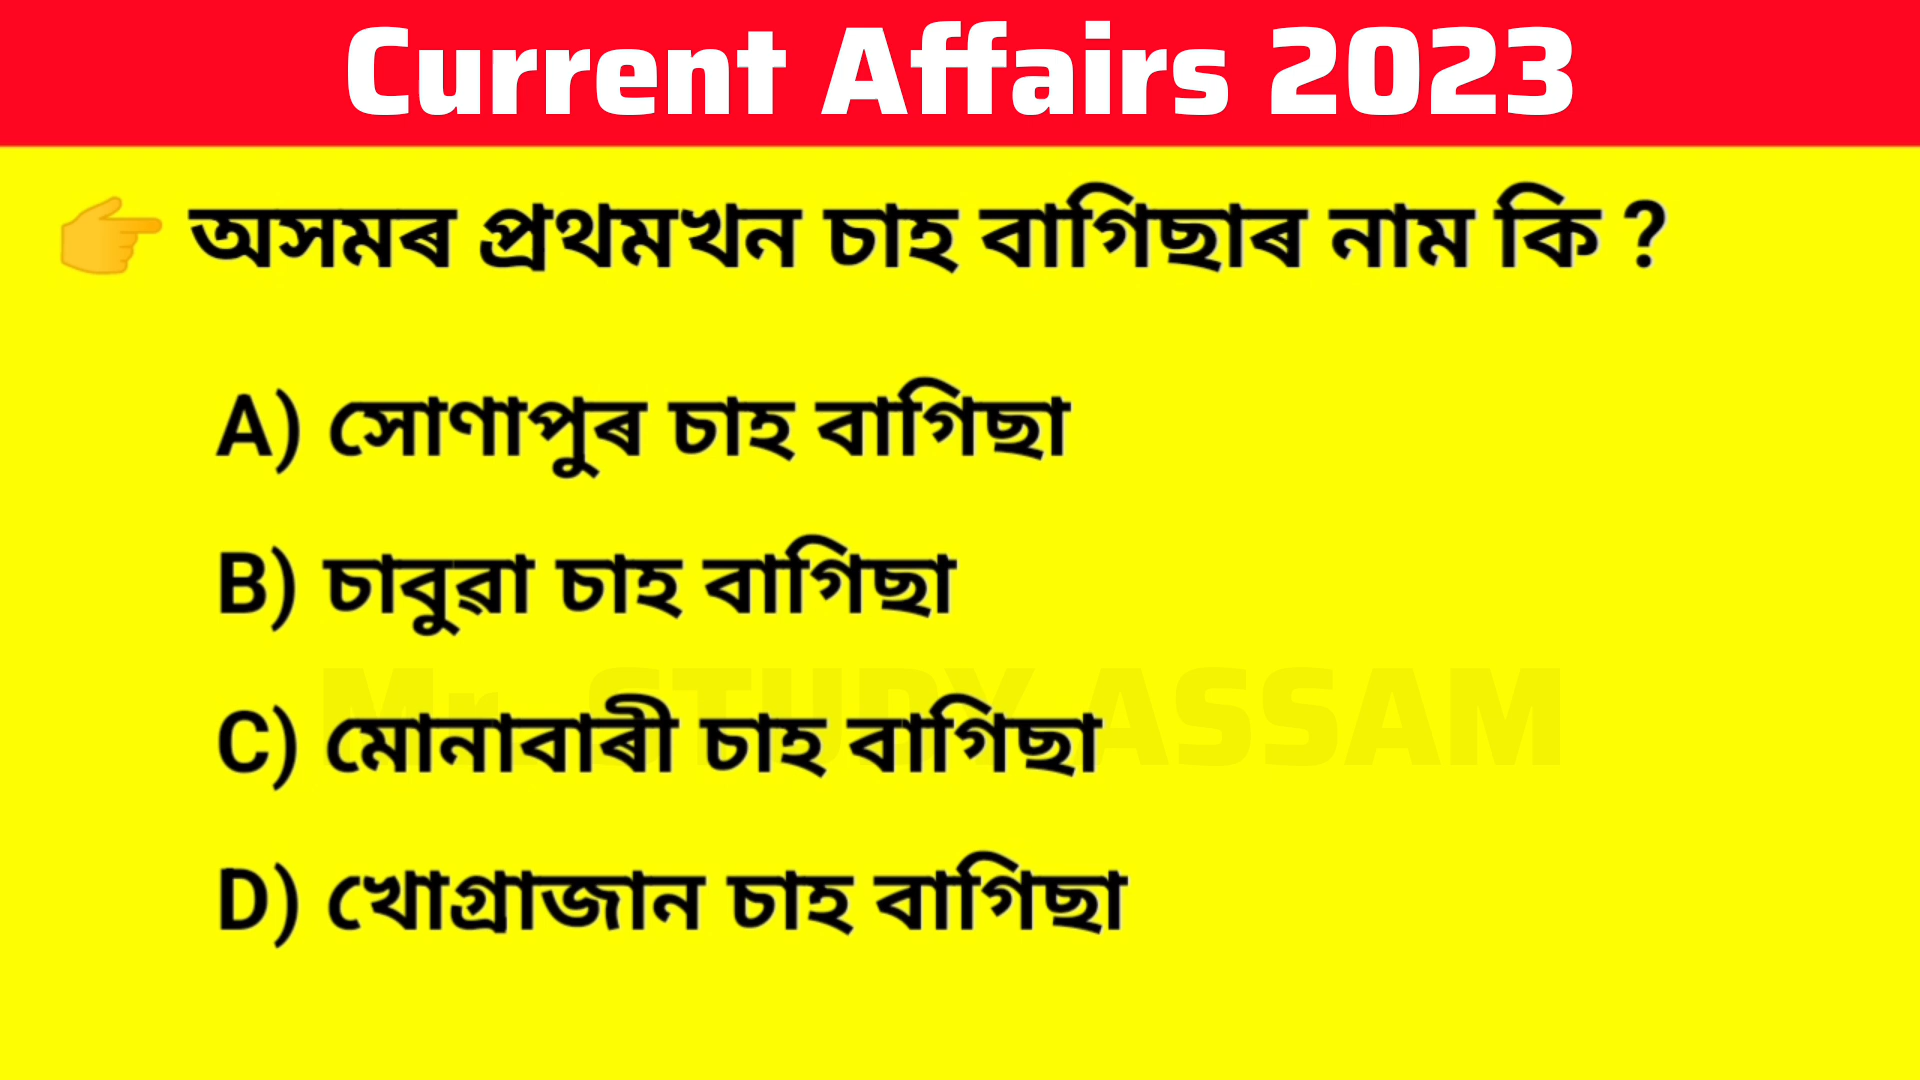 Current Affairs 2023
👉 অসমৰ প্ৰথমখন চাহ বাগিছাৰ নাম কি ?
A) সোণাপুৰ চাহ বাগিছা
B) চাবুৱা চাহ বাগিছা
Mr. STUDY ASSAM
C) মোনাবাৰী চাহ বাগিছা
D) খোগ্ৰাজান চাহ বাগিছা